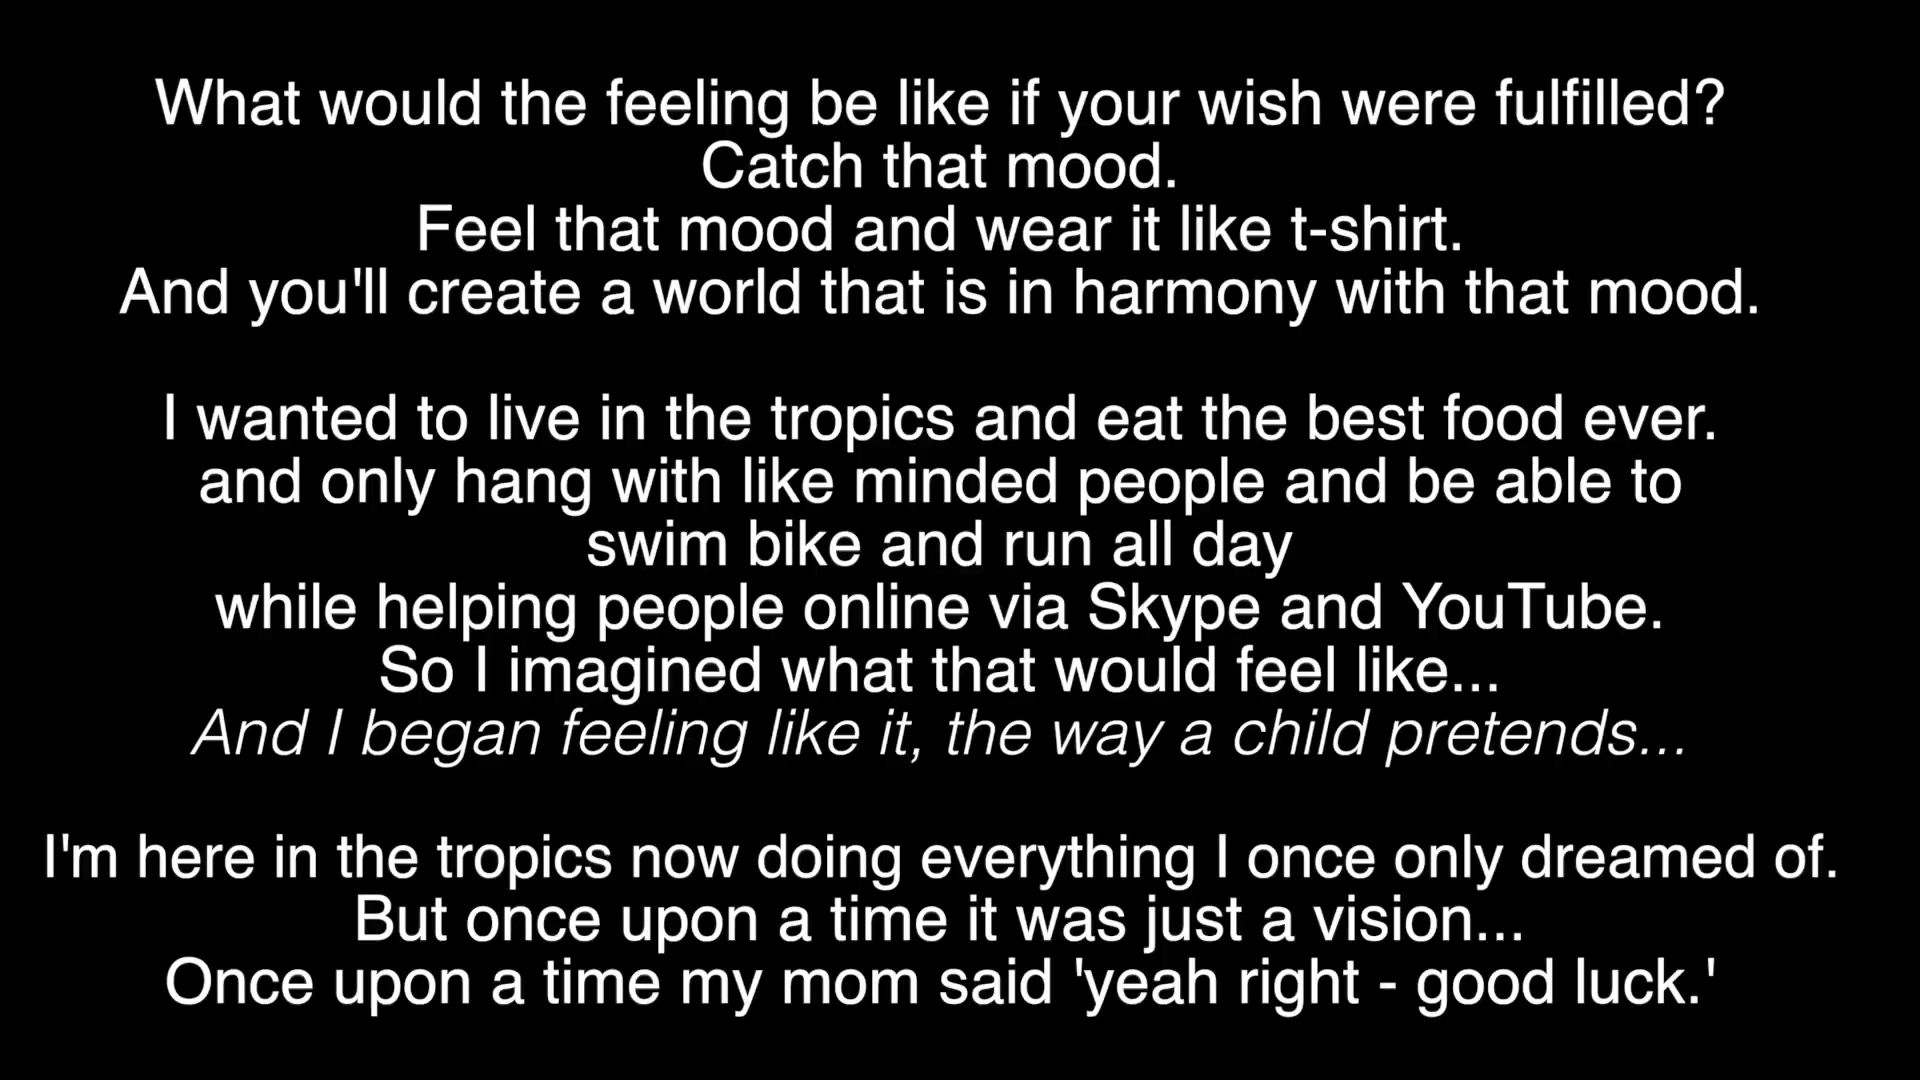 What would the feeling be like if your wish were fulfilled?
Catch that mood.
Feel that mood and wear it like t-shirt.
And you'll create a world that is in harmony with that mood.
I wanted to live in the tropics and eat the best food ever.
and only hang with like minded people and be able to
swim bike and run all day
while helping people online via Skype and YouTube.
So I imagined what that would feel like...
And I began feeling like it, the way a child pretends...
I'm here in the tropics now doing everything I once only dreamed of.
But once upon a time it was just a vision...
Once upon a time my mom said 'yeah right - good luck.'